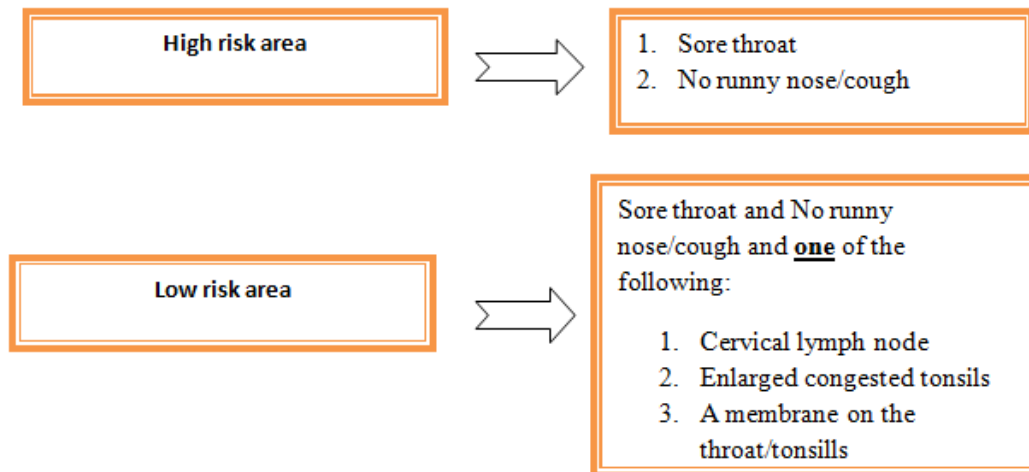 High risk area
1. Sore throat
2. No runny nose/cough
Low risk area
Sore throat and No runny
nose/cough and one of the
following:
1. Cervical lymph node
2. Enlarged congested tonsils
3. A membrane on the
throat/tonsills